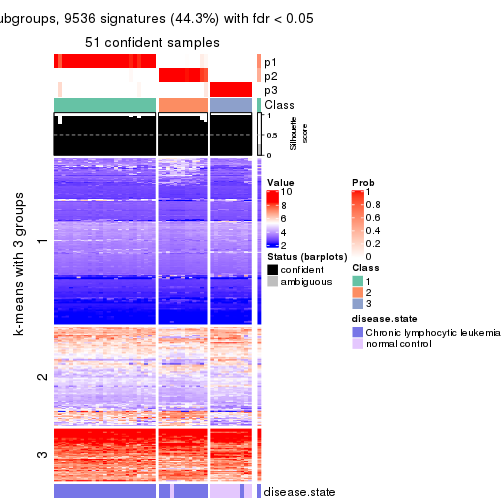 ubgroups, 9536 signatures (44.3%) with fdr < 0.05
51 confident samples
p1
p2
p3
Class
1
0.5
0
Silhouette
score
k-means with 3 groups
1
2
3
disease.state
Value
10
8
6
4
2
Status (barplots)
confident
ambiguous
Prob
1
0.8
0.6
0.4
0.2
0
Class
1
2
3
disease.state
Chronic lymphocytic leukemia
normal control